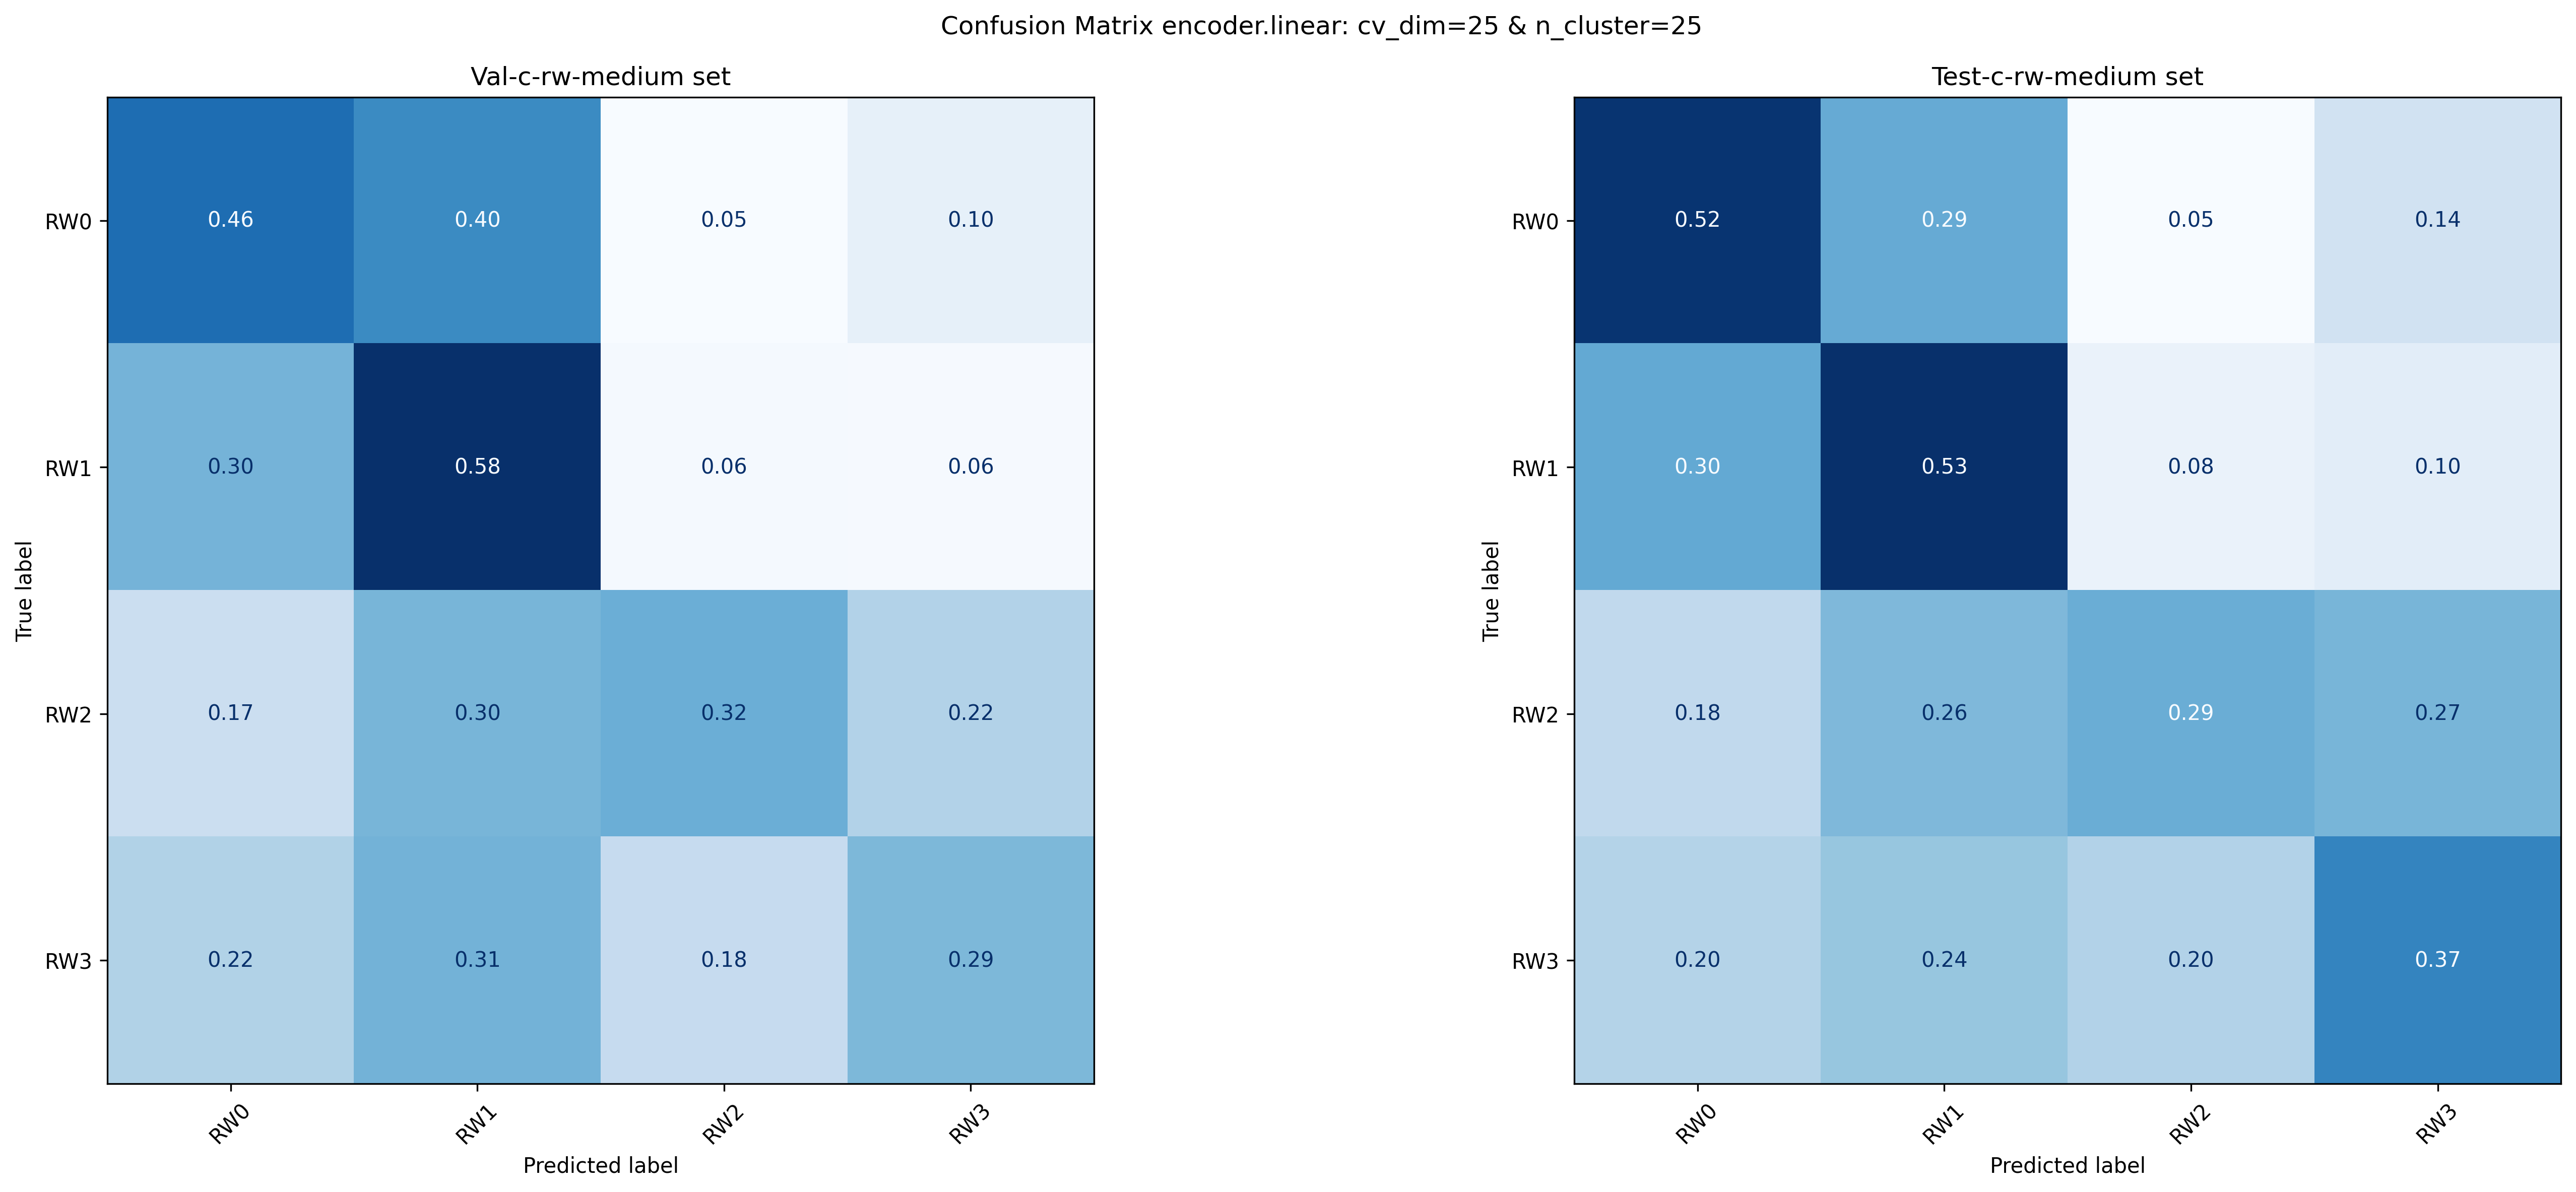 Confusion Matrix encoder.linear: cv_dim=25 & n_cluster=25
Val-c-rw-medium set
True label
RW0 0.46 0.40 0.05 0.10
RW1 0.30 0.58 0.06 0.06
RW2 0.17 0.30 0.32 0.22
RW3 0.22 0.31 0.18 0.29
RW0 RW1 RW2 RW3
Predicted label
Test-c-rw-medium set
True label
RW0 0.52 0.29 0.05 0.14
RW1 0.30 0.53 0.08 0.10
RW2 0.18 0.26 0.29 0.27
RW3 0.20 0.24 0.20 0.37
RW0 RW1 RW2 RW3
Predicted label